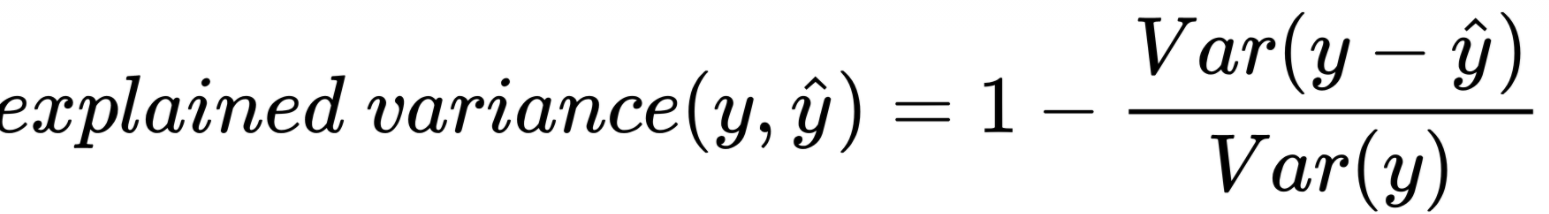 explained variance(y, ŷ) = 1 − Var(y − ŷ) / Var(y)